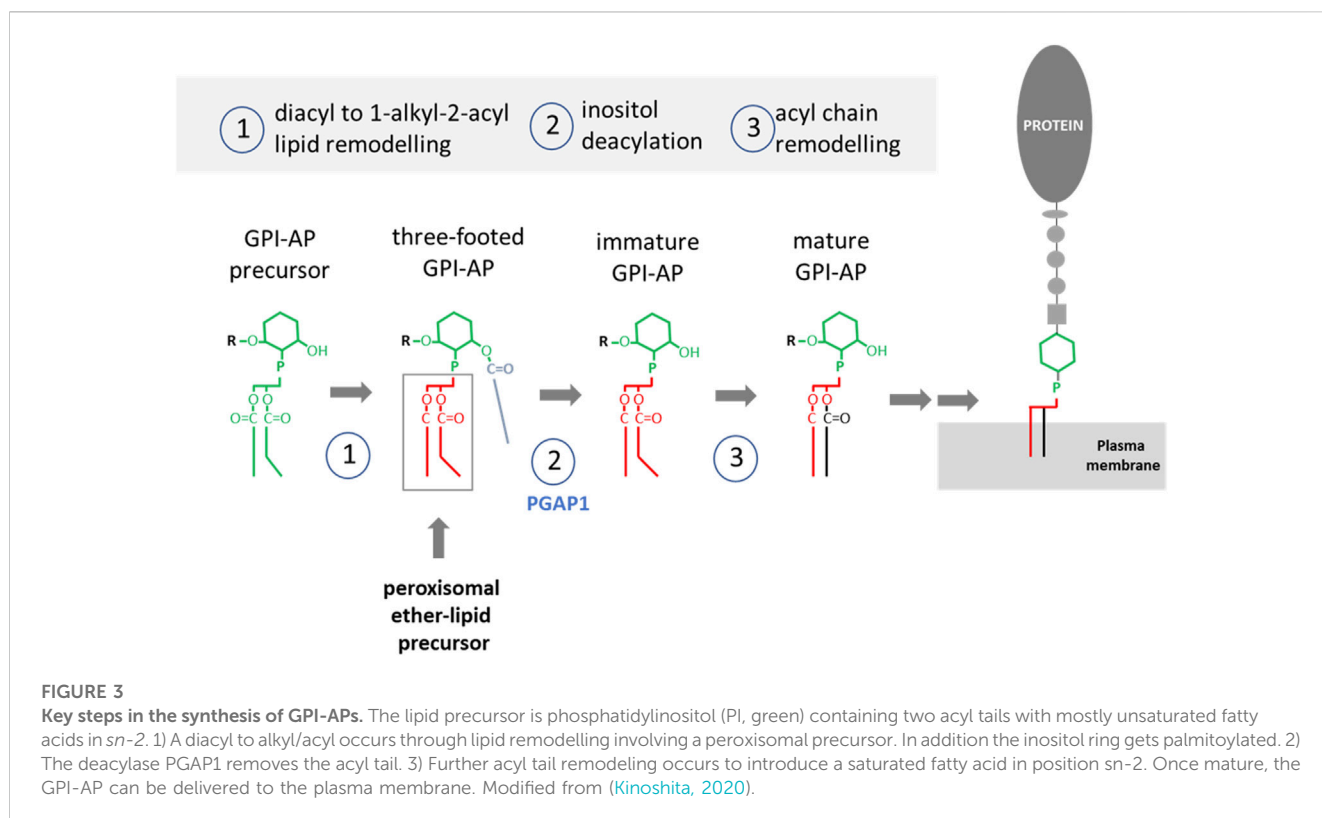 1 diacyl to 1-alkyl-2-acyl
lipid remodelling
2 inositol
deacylation
3 acyl chain
remodelling
PROTEIN
GPI-AP
precursor
three-footed
GPI-AP
immature
GPI-AP
mature
GPI-AP
R–O OH
P
O O
O=C C=O
R–O O
C=O
P
O O
C C=O
R–O OH
P
O O
C C=O
R–O OH
P
O O
C C=O
P
1
2
PGAP1
3
Plasma
membrane
peroxisomal
ether-lipid
precursor
FIGURE 3
Key steps in the synthesis of GPI-APs. The lipid precursor is phosphatidylinositol (PI, green) containing two acyl tails with mostly unsaturated fatty
acids in sn-2. 1) A diacyl to alkyl/acyl occurs through lipid remodelling involving a peroxisomal precursor. In addition the inositol ring gets palmitoylated. 2)
The deacylase PGAP1 removes the acyl tail. 3) Further acyl tail remodeling occurs to introduce a saturated fatty acid in position sn-2. Once mature, the
GPI-AP can be delivered to the plasma membrane. Modified from (Kinoshita, 2020).